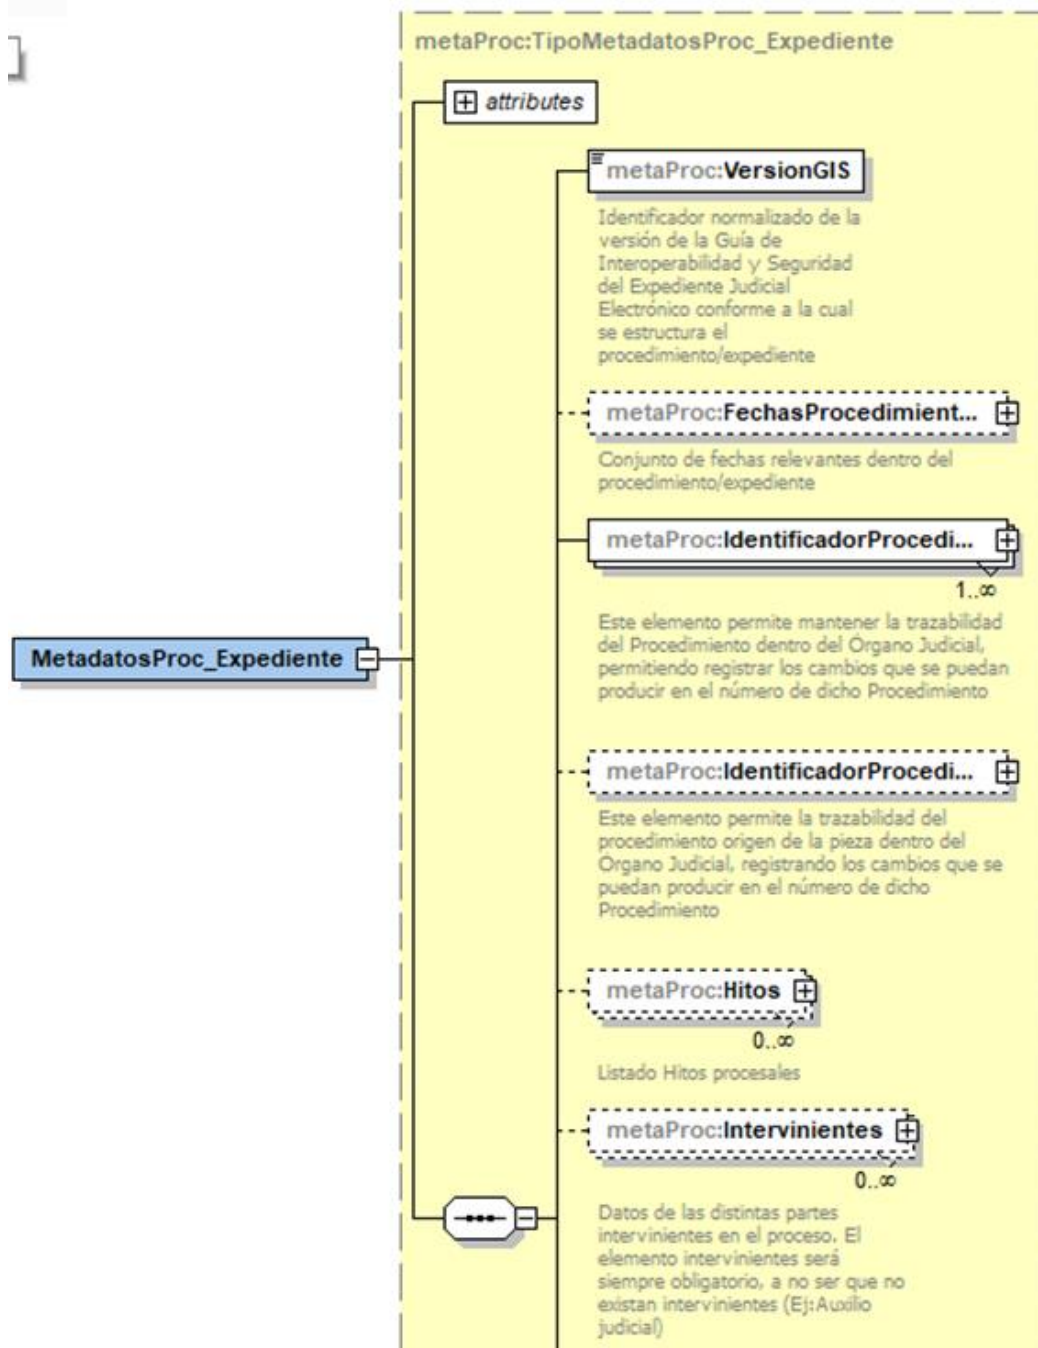 metaProc:TipoMetadatosProc_Expediente
attributes
metaProc:VersionGIS
Identificador normalizado de la
versión de la Guía de
Interoperabilidad y Seguridad
del Expediente Judicial
Electrónico conforme a la cual
se estructura el
procedimiento/expediente
metaProc:FechasProcedimient...
Conjunto de fechas relevantes dentro del
procedimiento/expediente
metaProc:IdentificadorProcedi...
1..∞
Este elemento permite mantener la trazabilidad
del Procedimiento dentro del Órgano Judicial,
permitiendo registrar los cambios que se puedan
producir en el número de dicho Procedimiento
MetadatosProc_Expediente
metaProc:IdentificadorProcedi...
Este elemento permite la trazabilidad del
procedimiento origen de la pieza dentro del
Órgano Judicial, registrando los cambios que se
puedan producir en el número de dicho
Procedimiento
metaProc:Hitos
0..∞
Listado Hitos procesales
metaProc:Intervinientes
0..∞
Datos de las distintas partes
intervinientes en el proceso. El
elemento intervinientes será
siempre obligatorio, a no ser que no
existan intervinientes (Ej:Auxilio
judicial)